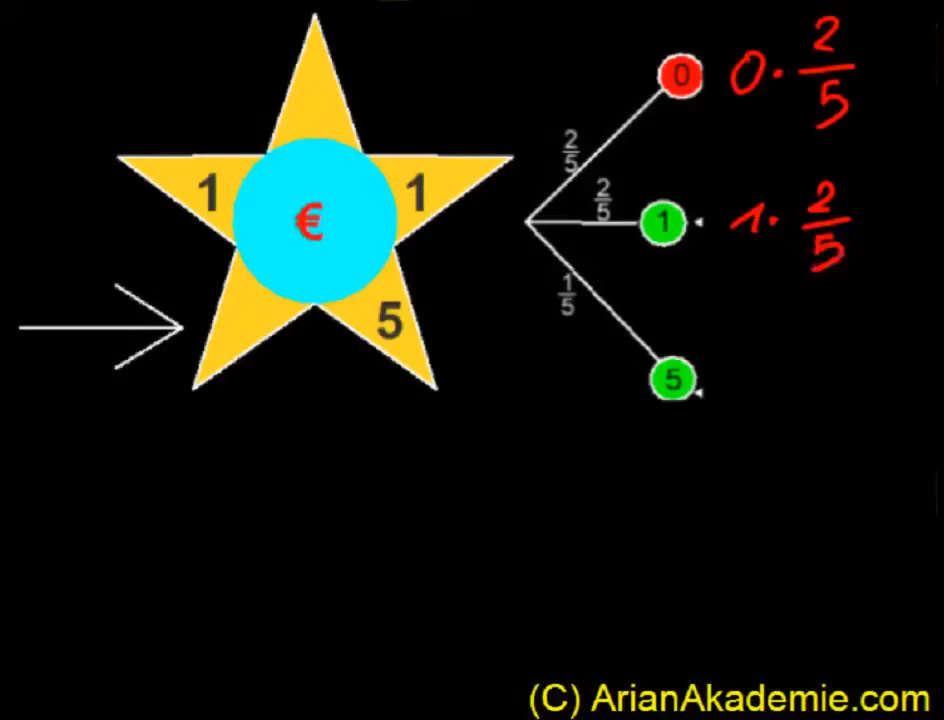 0 0 · 2/5
2/5
1 1 € 2/5 1 1 · 2/5
1/5
5 5
(C) ArianAkademie.com